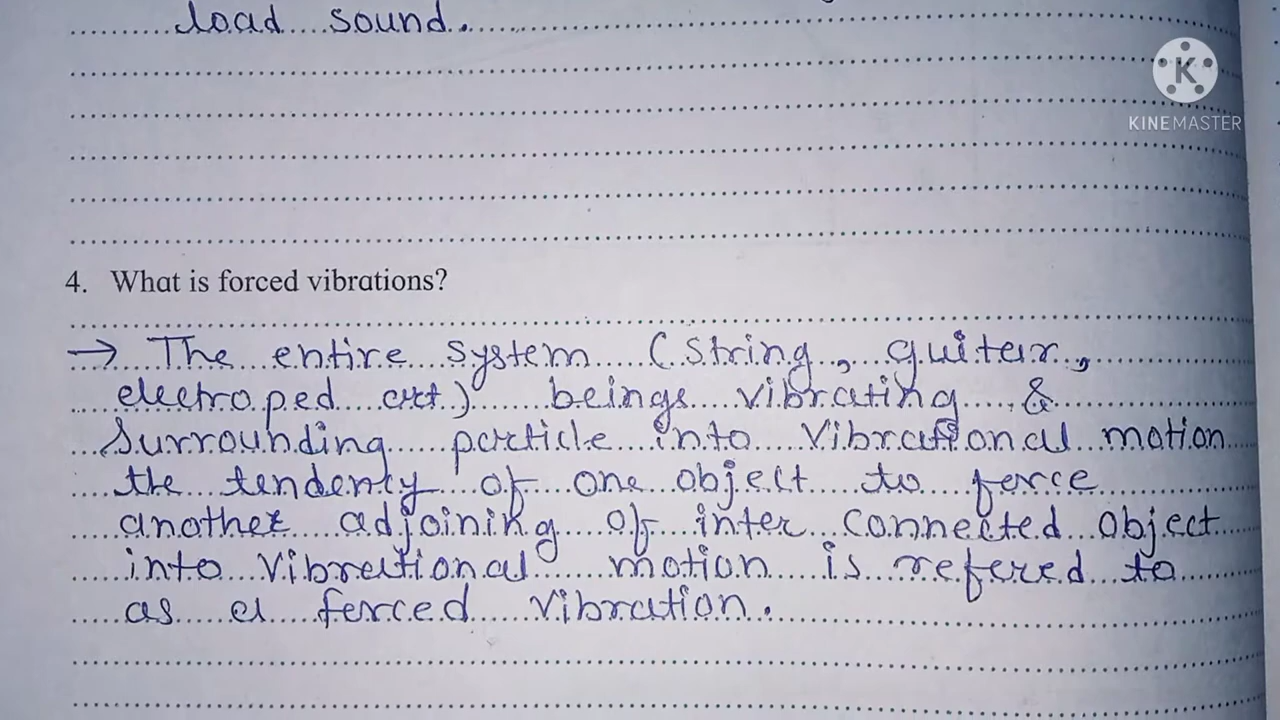 load sound.
KINEMASTER
4. What is forced vibrations?
→ The entire system (string, guiter,
electroped art) beings vibrating &
surrounding particle into vibrational motion
the tendency of one object to force
another adjoining of inter connected object
into vibrational motion is refered to
as a forced vibration.